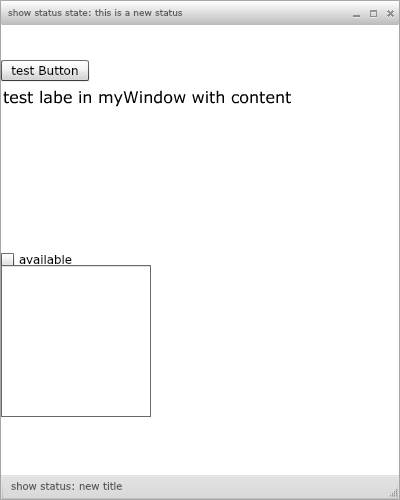 show status state: this is a new status
test Button
test labe in myWindow with content
available
show status: new title